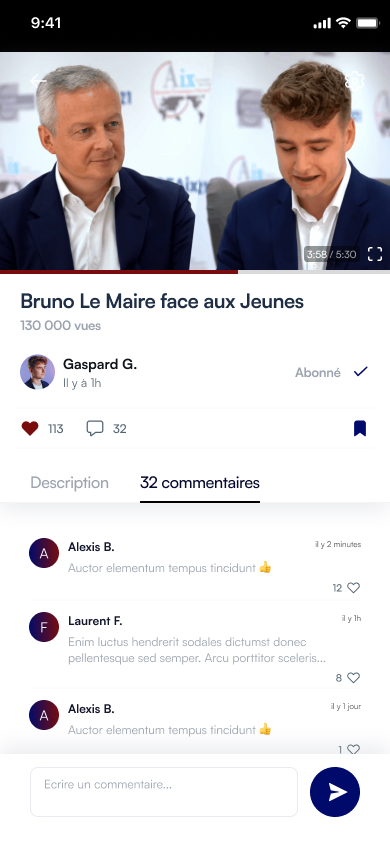 9:41
Aix
3:58 / 5:30
Bruno Le Maire face aux Jeunes
130 000 vues
Gaspard G.
Il y à 1h
Abonné
113
32
Description
32 commentaires
A
Alexis B.
il y 2 minutes
Auctor elementum tempus tincidunt 👍
12
F
Laurent F.
il y 1h
Enim luctus hendrerit sodales dictumst donec
pellentesque sed semper. Arcu porttitor sceleris...
8
A
Alexis B.
il y 1 jour
Auctor elementum tempus tincidunt 👍
1
Ecrire un commentaire...